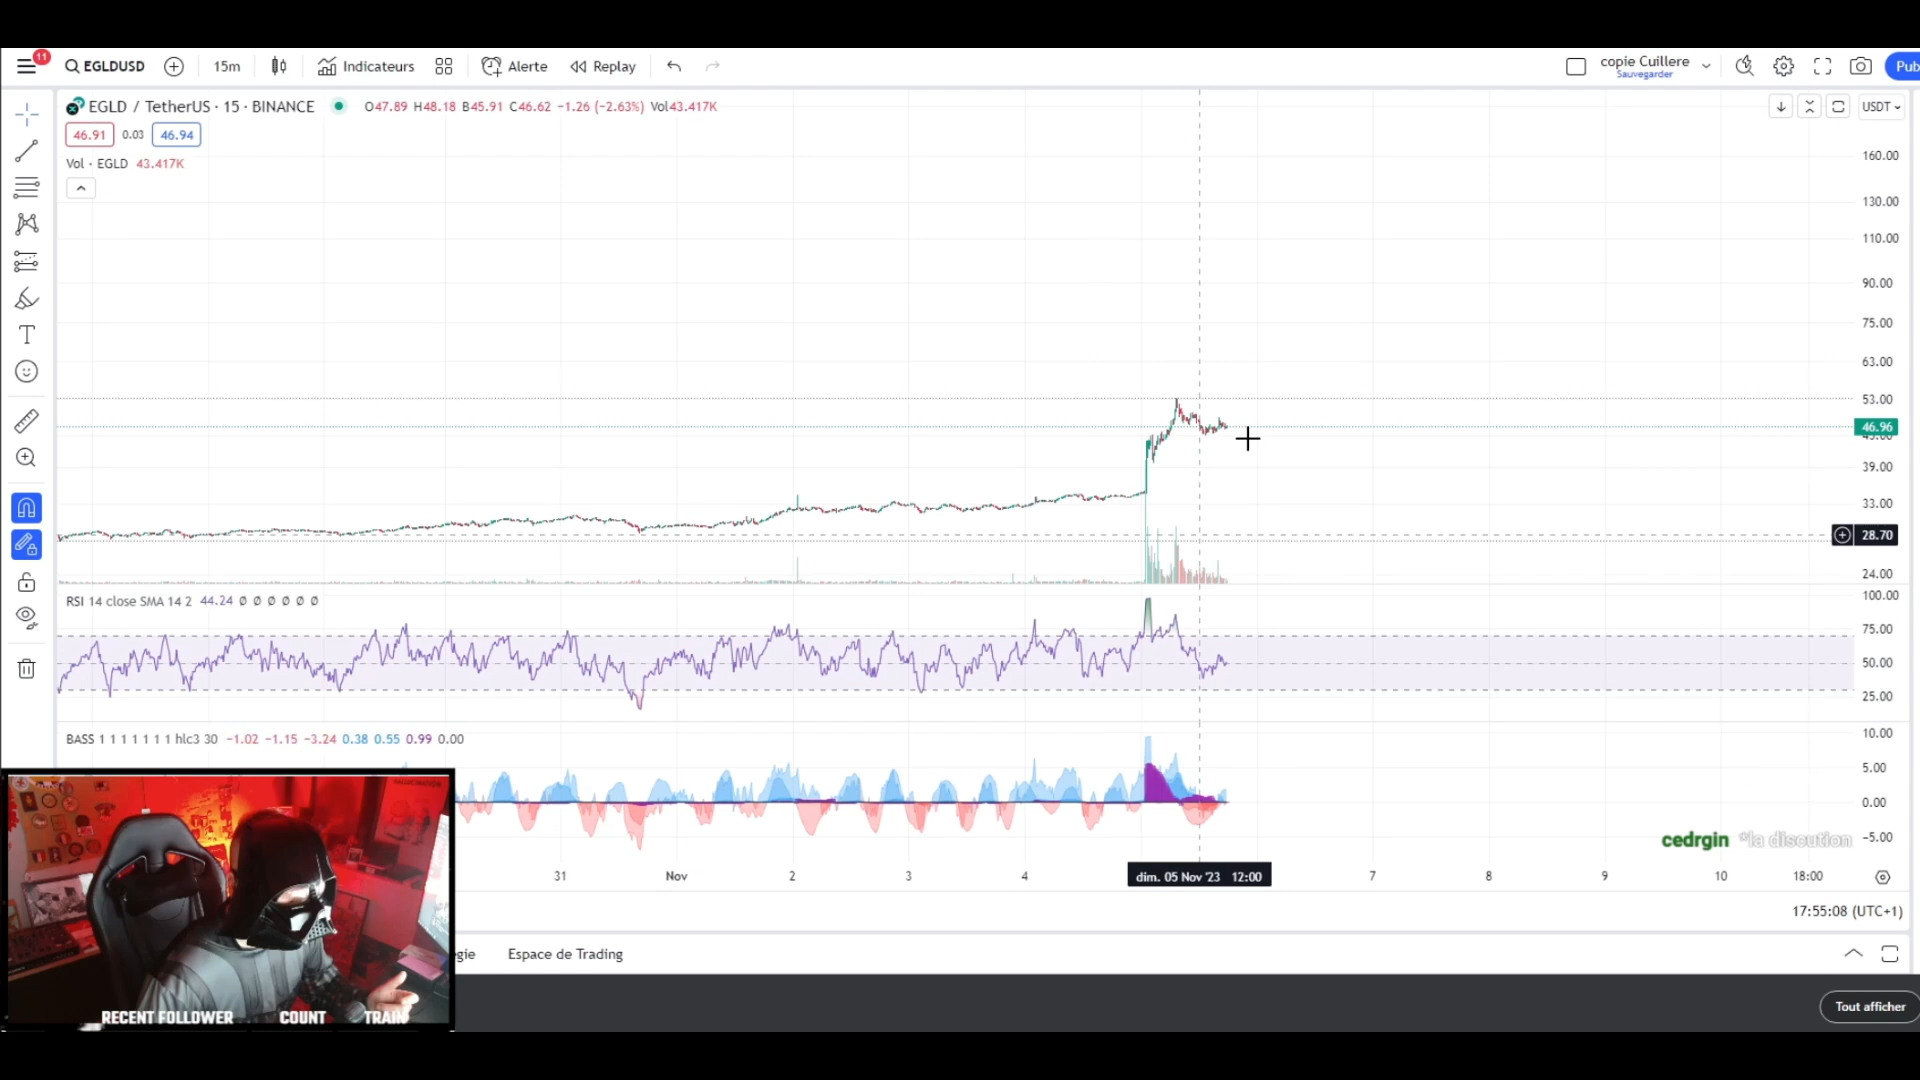 11
EGLDUSD 15m Indicateurs Alerte Replay copie Cuillere Sauvegarder Pub
EGLD / TetherUS · 15 · BINANCE O47.89 H48.18 B45.91 C46.62 −1.26 (−2.63%) Vol43.417K USDT
46.91 0.03 46.94
Vol · EGLD 43.417K
160.00
130.00
110.00
90.00
75.00
63.00
53.00
46.96
39.00
33.00
28.70
24.00
RSI 14 close SMA 14 2 44.24 Ø Ø Ø Ø Ø Ø
100.00
75.00
50.00
25.00
BASS 1 1 1 1 1 1 1 hlc3 30 −1.02 −1.15 −3.24 0.38 0.55 0.99 0.00
10.00
5.00
0.00
−5.00
cedrgin *la discution
31 Nov 2 3 4 dim. 05 Nov '23 12:00 7 8 9 10 18:00
17:55:08 (UTC+1)
gie Espace de Trading
Tout afficher
RECENT FOLLOWER COUNT TRAIN